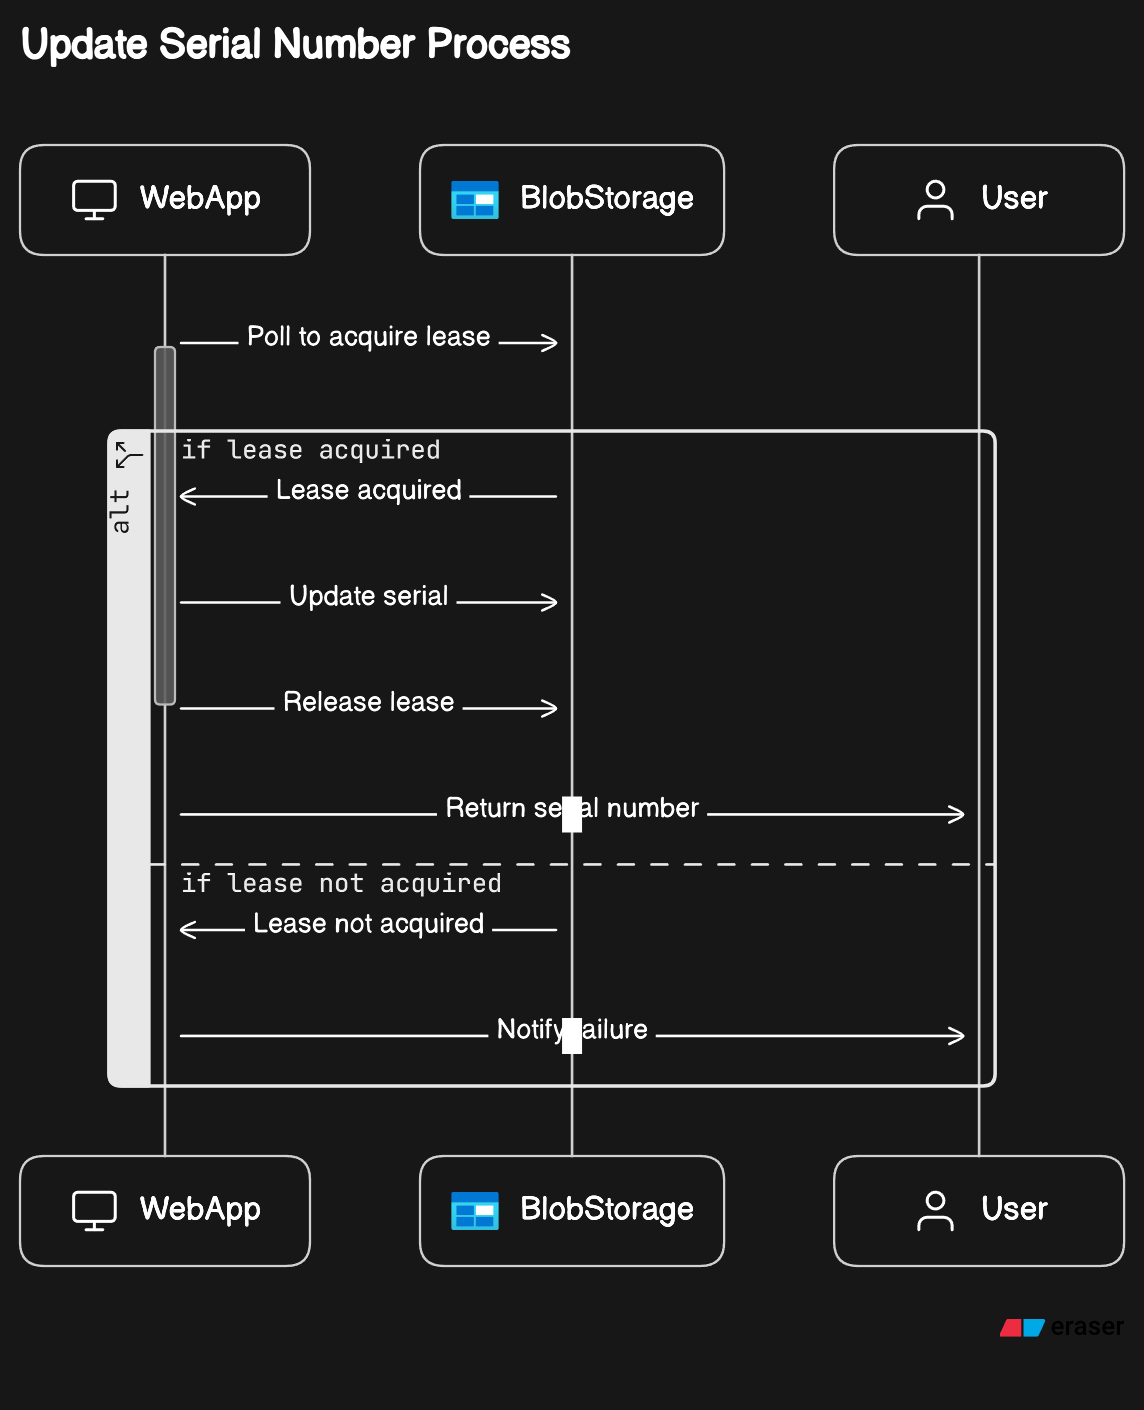 Update Serial Number Process
WebApp
BlobStorage
User
Poll to acquire lease
if lease acquired
alt
Lease acquired
Update serial
Release lease
Return se al number
if lease not acquired
Lease not acquired
Notify ailure
WebApp
BlobStorage
User
eraser